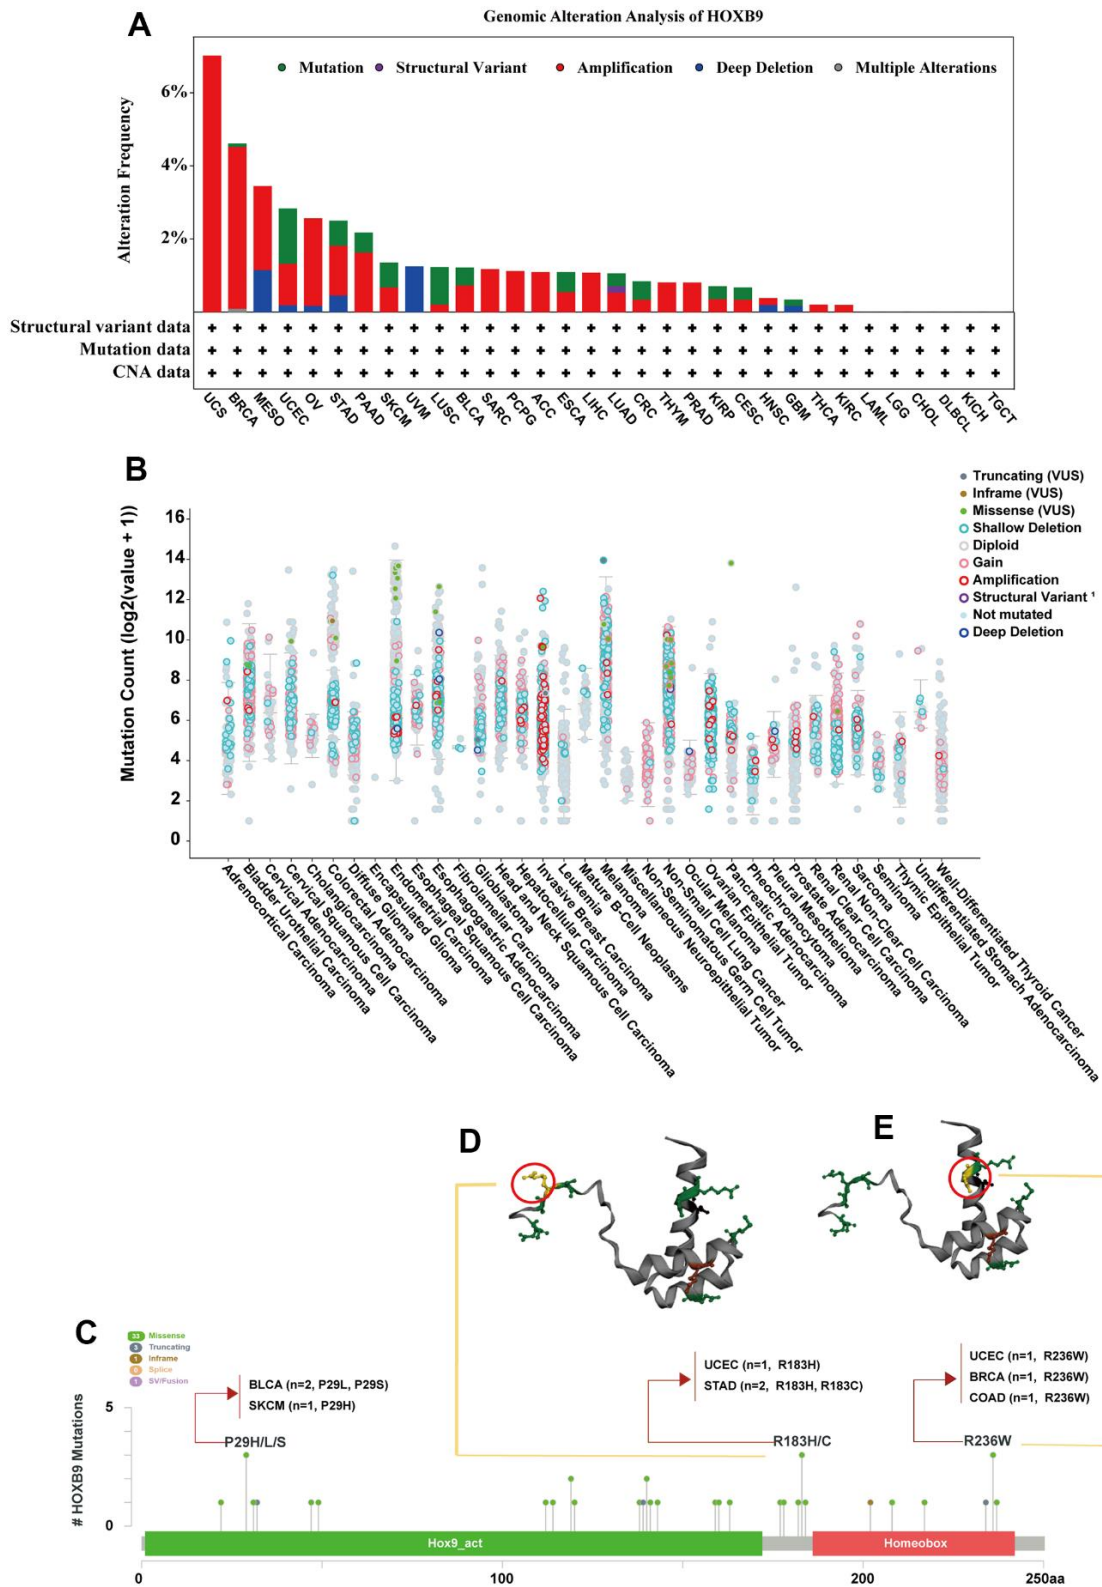 A
Genomic Alteration Analysis of HOXB9
Mutation Structural Variant Amplification Deep Deletion Multiple Alterations
Alteration Frequency
6%
4%
2%
Structural variant data
Mutation data
CNA data
UCS BRCA MESO UCEC OV STAD PAAD SKCM UVM LUSC BLCA SARC PCPG ACC ESCA LIHC LUAD CRC THYM PRAD KIRP CESC HNSC GBM THCA KIRC LAML LGG CHOL DLBCL KICH TGCT
B
Mutation Count (log2(value + 1))
16
14
12
10
8
6
4
2
0
Truncating (VUS)
Inframe (VUS)
Missense (VUS)
Shallow Deletion
Diploid
Gain
Amplification
Structural Variant ¹
Not mutated
Deep Deletion
Adrenocortical Carcinoma
Bladder Urothelial Carcinoma
Cervical Adenocarcinoma
Cervical Squamous Cell Carcinoma
Cholangiocarcinoma
Colorectal Adenocarcinoma
Diffuse Glioma
Encapsulated Glioma
Endometrial Carcinoma
Esophageal Squamous Cell Carcinoma
Esophagogastric Adenocarcinoma
Fibrolamellar Carcinoma
Glioblastoma
Head and Neck Squamous Cell Carcinoma
Hepatocellular Carcinoma
Invasive Breast Carcinoma
Leukemia
Mature B-Cell Neoplasms
Melanoma
Miscellaneous Neuroepithelial Tumor
Non-Seminomatous Germ Cell Tumor
Non-Small Cell Lung Cancer
Ocular Melanoma
Ovarian Epithelial Tumor
Pancreatic Adenocarcinoma
Pheochromocytoma
Pleural Mesothelioma
Prostate Adenocarcinoma
Renal Clear Cell Carcinoma
Renal Non-Clear Cell Carcinoma
Sarcoma
Seminoma
Thymic Epithelial Tumor
Undifferentiated Stomach Adenocarcinoma
Well-Differentiated Thyroid Cancer
D
E
C
33 Missense
3 Truncating
1 Inframe
0 Splice
1 SV/Fusion
BLCA (n=2, P29L, P29S)
SKCM (n=1, P29H)
UCEC (n=1, R183H)
STAD (n=2, R183H, R183C)
UCEC (n=1, R236W)
BRCA (n=1, R236W)
COAD (n=1, R236W)
P29H/L/S
R183H/C
R236W
# HOXB9 Mutations
5
0
Hox9_act
Homeobox
0 100 200 250aa